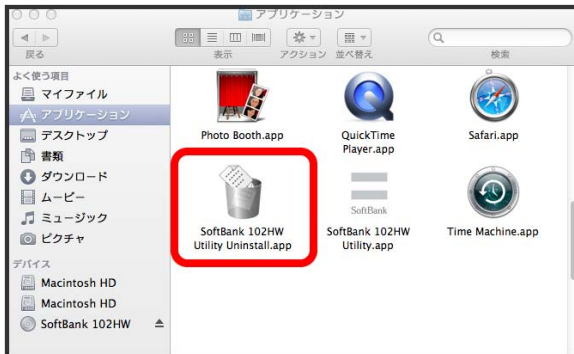 アプリケーション
戻る
表示
アクション
並べ替え
検索
よく使う項目
マイファイル
アプリケーション
デスクトップ
書類
ダウンロード
ムービー
ミュージック
ピクチャ
デバイス
Macintosh HD
Macintosh HD
SoftBank 102HW
Photo Booth.app
QuickTime
Player.app
Safari.app
SoftBank 102HW
Utility Uninstall.app
SoftBank
SoftBank 102HW
Utility.app
Time Machine.app